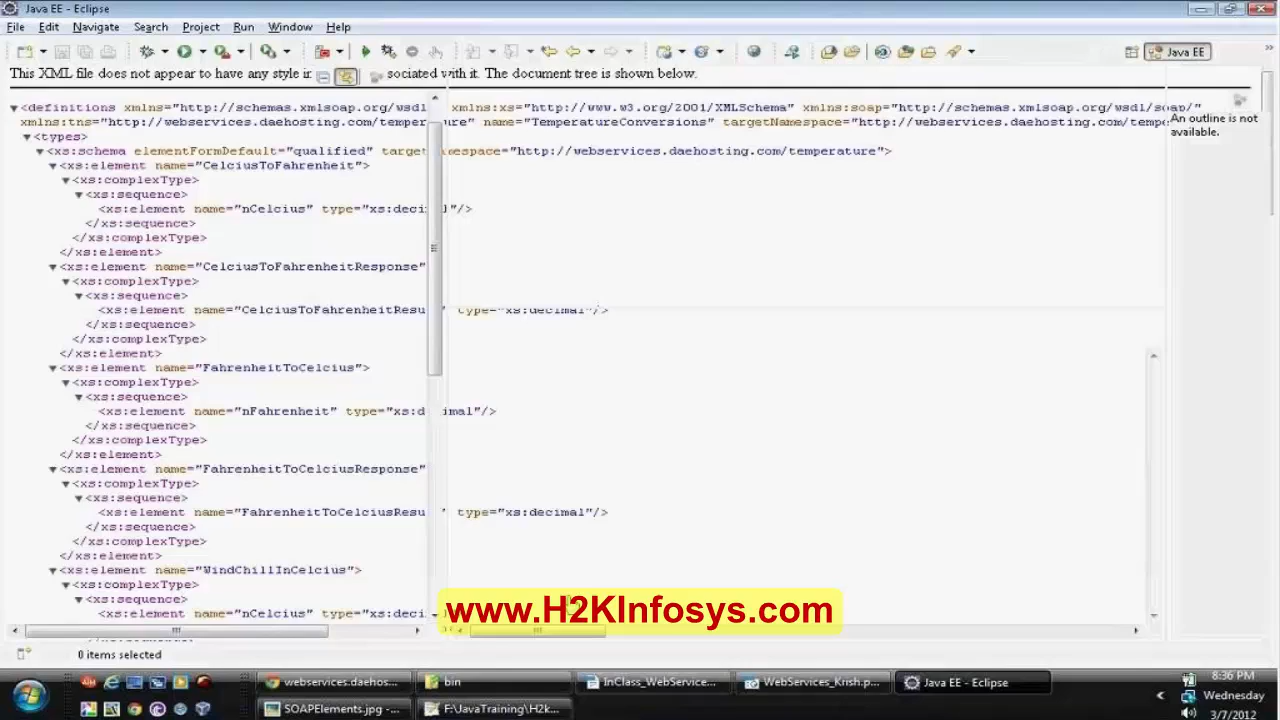 Java EE - Eclipse
File Edit Navigate Search Project Run Window Help
Java EE
This XML file does not appear to have any style in sociated with it. The document tree is shown below.
<definitions xmlns="http://schemas.xmlsoap.org/wsdl xmlns:xs="http://www.w3.org/2001/XMLSchema" xmlns:soap="http://schemas.xmlsoap.org/wsdl/soap/"
xmlns:tns="http://webservices.daehosting.com/temperature" name="TemperatureConversions" targetNamespace="http://webservices.daehosting.com/tempe
An outline is not
available.
<types>
<xs:schema elementFormDefault="qualified" target mespace="http://webservices.daehosting.com/temperature">
<xs:element name="CelciusToFahrenheit">
<xs:complexType>
<xs:sequence>
<xs:element name="nCelcius" type="xs:deci l"/>
</xs:sequence>
</xs:complexType>
</xs:element>
<xs:element name="CelciusToFahrenheitResponse"
<xs:complexType>
<xs:sequence>
<xs:element name="CelciusToFahrenheitResu " type="xs:decimal"/>
</xs:sequence>
</xs:complexType>
</xs:element>
<xs:element name="FahrenheitToCelcius">
<xs:complexType>
<xs:sequence>
<xs:element name="nFahrenheit" type="xs:d imal"/>
</xs:sequence>
</xs:complexType>
</xs:element>
<xs:element name="FahrenheitToCelciusResponse"
<xs:complexType>
<xs:sequence>
<xs:element name="FahrenheitToCelciusResu " type="xs:decimal"/>
</xs:sequence>
</xs:complexType>
</xs:element>
<xs:element name="WindChillInCelcius">
<xs:complexType>
<xs:sequence>
<xs:element name="nCelcius" type="xs:deci
www.H2KInfosys.com
0 items selected
webservices.daehos... bin InClass_WebService... WebServices_Krish.p... Java EE - Eclipse
SOAPElements.jpg -... F:\JavaTraining\H2k...
8:36 PM
Wednesday
3/7/2012